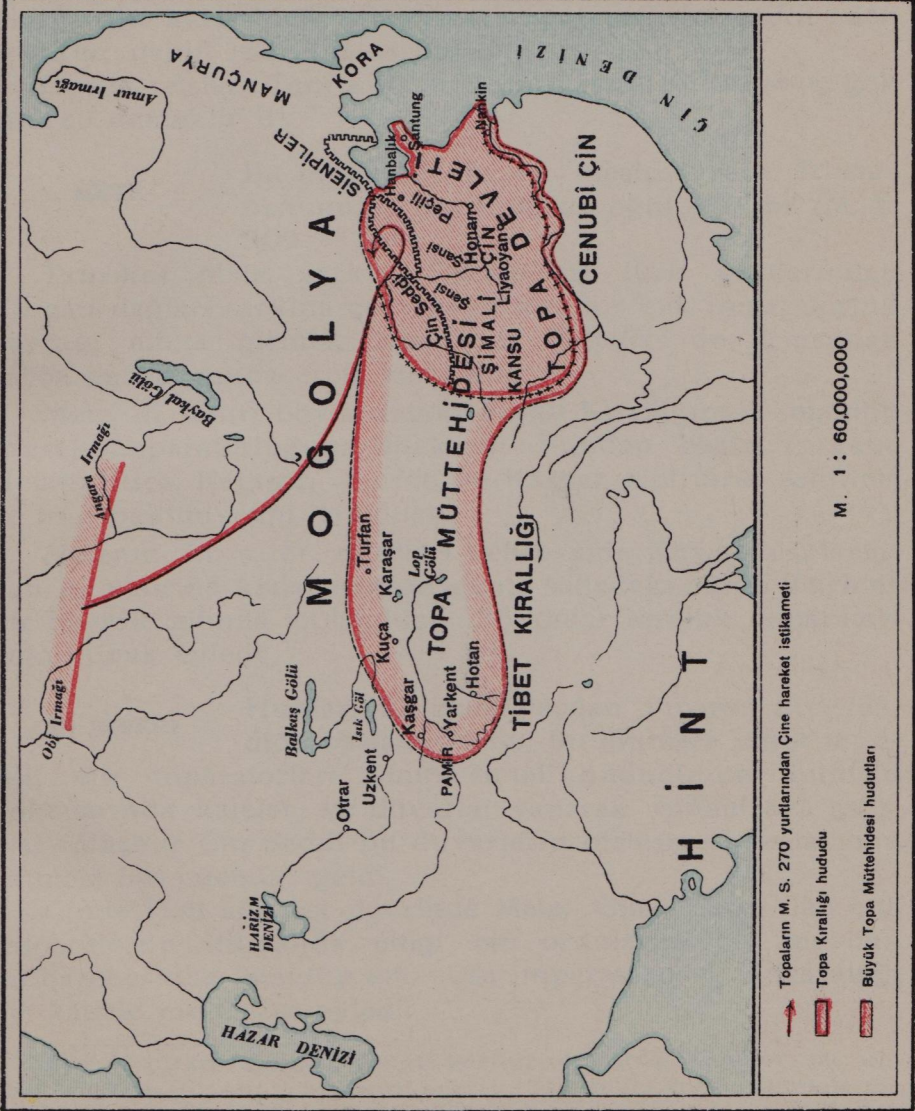 MANÇURYA
KORA
ÇİN DENİZİ
Amur Irmağı
SİENPİLER
Hanbalık
Şantung
Nankin
MOĞOLYA
Peçili
TOPA DEVLETİ
Şansi
Honan
ÇİN
ŞİMALİ
Liyaoyan
CENUBÎ ÇİN
Çin Seddi
Şensi
KANSU
Baykal Gölü
Angara Irmağı
TOPA MÜTTEHİDESİ
Turfan
Karaşar
Lop
Gölü
Kuça
Obi Irmağı
Balkaş Gölü
Isık Göl
Kaşgar
Yarkent
Hotan
TİBET KIRALLIĞI
PAMİR
Uzkent
Otrar
HİNT
HARİZM
DENİZİ
HAZAR DENİZİ
Topaların M. S. 270 yurtlarından Çine hareket istikameti
Topa Kırallığı hududu
Büyük Topa Müttehidesi hudutları
M. 1 : 60,000,000